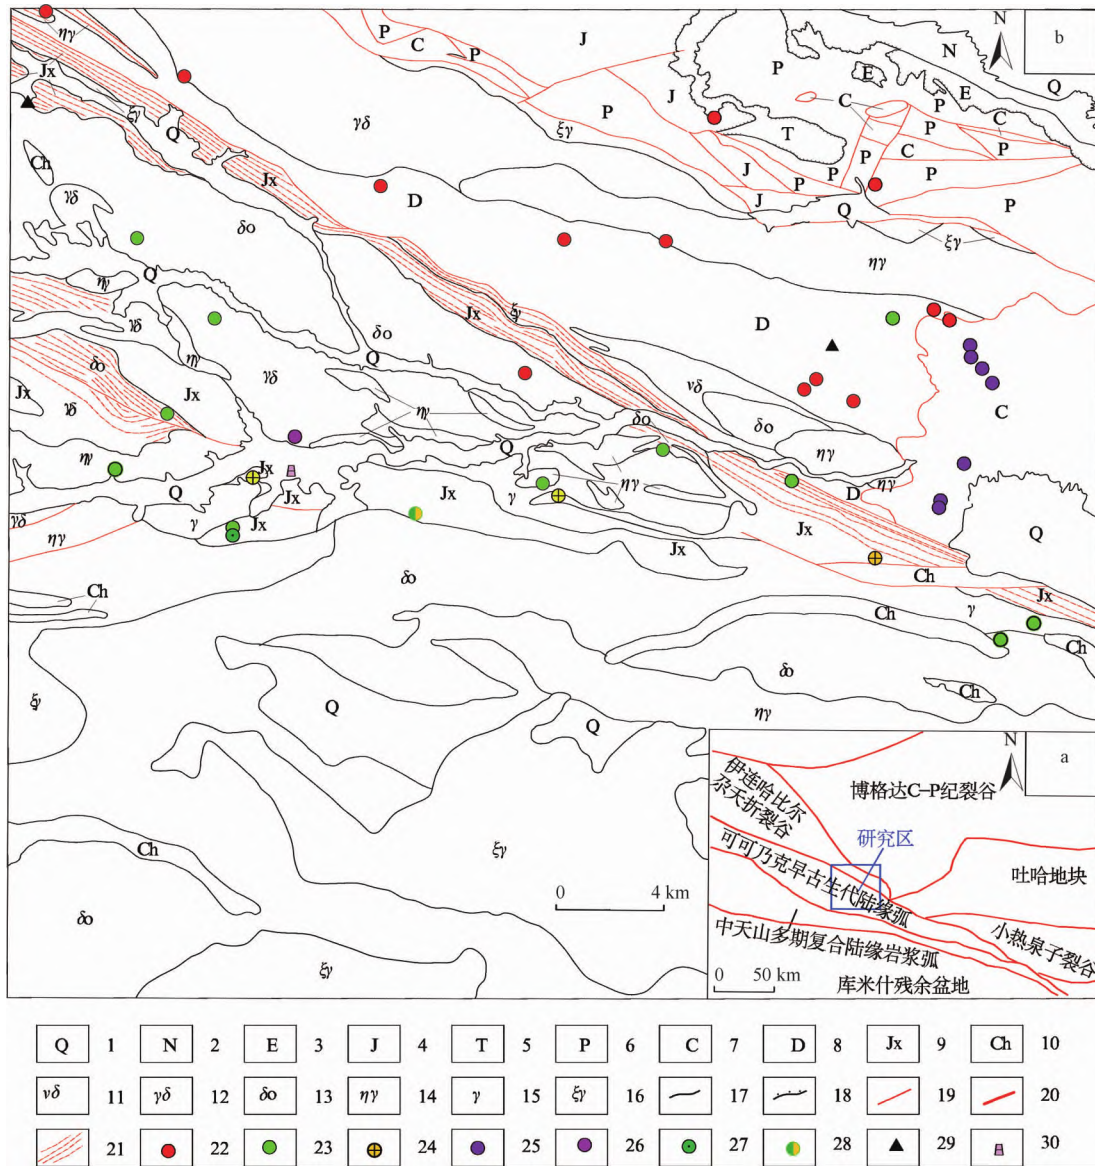 ηγ P C P J P N b
N
Jx E E Q
ξγ Q γδ ξγ P J C P C
Ch T P C P
Jx J P P P
γδ D J Q P
δο ξγ
ηγ Q ηγ
γδ ξγ
Jx D
δο
δο Q
ηγ
Jx γδ νδ C
γδ ηγ δο
δο ηγ
ηγ Q
Jx Jx ηγ D ηγ
Q Jx γ Q
γδ γ Jx Jx
ηγ Jx
δο Ch Jx
Ch Ch γ
Ch
δο
ξγ Ch
Q Q ηγ
N a
伊连哈比尔
尕夭折裂谷
博格达C–P纪裂谷
研究区
可可乃克早古生代陆缘弧
吐哈地块
小热泉子裂谷
中天山多期复合陆缘岩浆弧
库米什残余盆地
0 50 km
Ch ξγ
0 4 km
δο
ξγ
Q 1 N 2 E 3 J 4 T 5 P 6 C 7 D 8 Jx 9 Ch 10
νδ 11 γδ 12 δο 13 ηγ 14 γ 15 ξγ 16 17 18 19 20
21 22 23 24 25 26 27 28 29 30